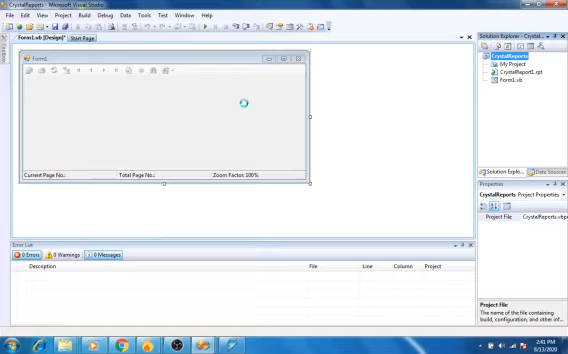 CrystalReports - Microsoft Visual Studio
File Edit View Project Build Debug Data Tools Test Window Help
Form1.vb [Design]* Start Page
Toolbox
Form1
Current Page No.: Total Page No.: Zoom Factor: 100%
Solution Explorer - Crystal...
CrystalReports
My Project
CrystalReport1.rpt
Form1.vb
Solution Explo... Data Sources
Properties
CrystalReports Project Properties
Project File CrystalReports.vbpr
Project File
The name of the file containing
build, configuration, and other inf...
Error List
0 Errors 0 Warnings 0 Messages
Description File Line Column Project
2:41 PM
8/13/2020